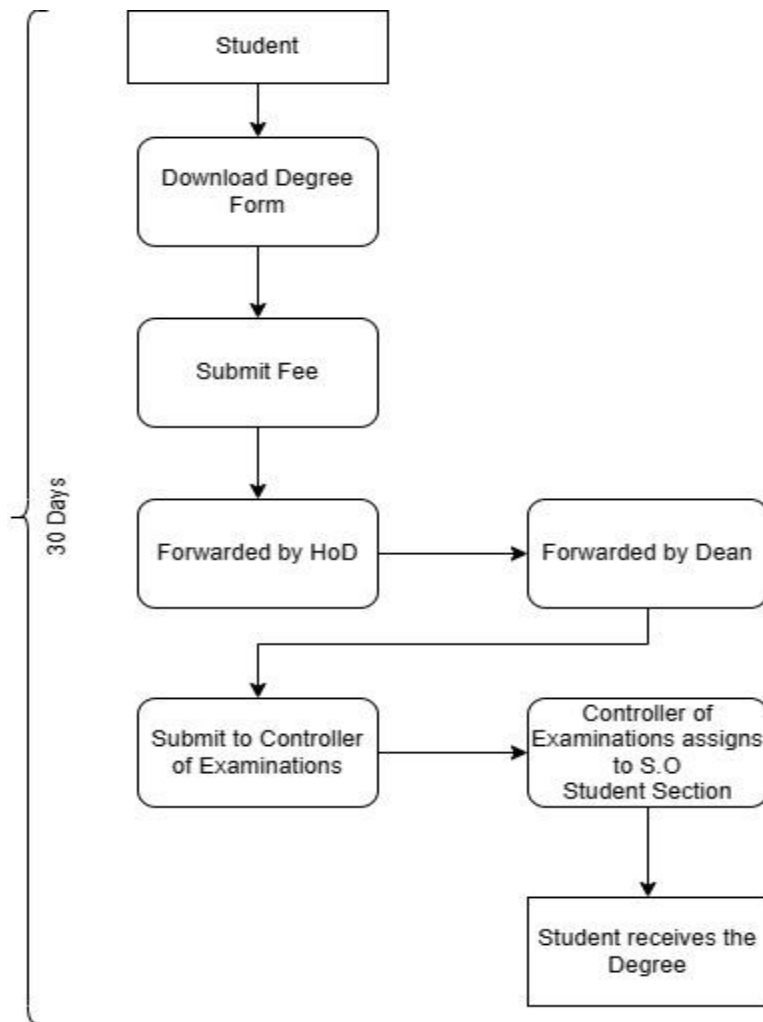 Student
Download Degree
Form
Submit Fee
30 Days
Forwarded by HoD
Forwarded by Dean
Submit to Controller
of Examinations
Controller of
Examinations assigns
to S.O
Student Section
Student receives the
Degree